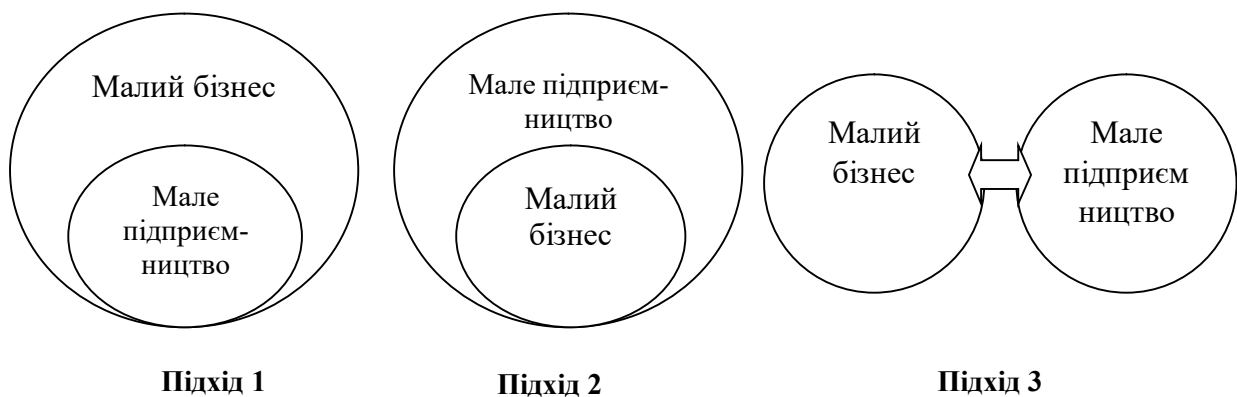 Малий бізнес
Мале
підприєм-
ництво
Мале підприєм-
ництво
Малий
бізнес
Малий
бізнес
Мале
підприєм
ництво
Підхід 1
Підхід 2
Підхід 3